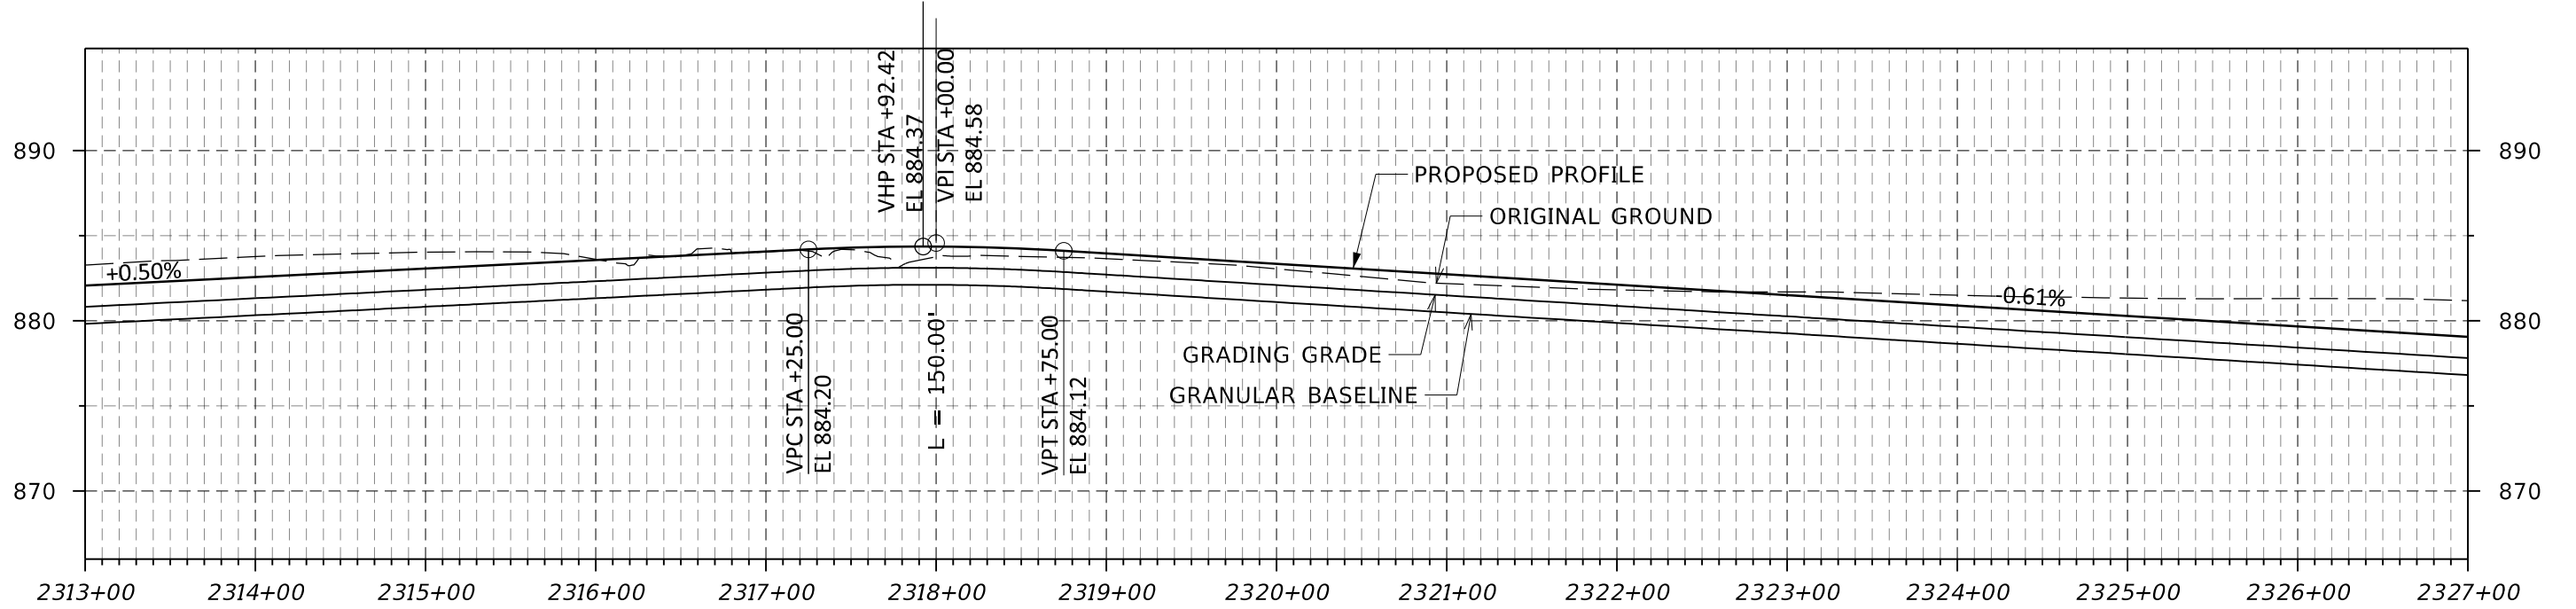 VHP STA +92.42
EL 884.37
VPI STA +00.00
EL 884.58
890
890
PROPOSED PROFILE
ORIGINAL GROUND
+0.50%
-0.61%
880
880
VPC STA +25.00
EL 884.20
L = 150.00'
VPT STA +75.00
EL 884.12
GRADING GRADE
GRANULAR BASELINE
870
870
2313+00 2314+00 2315+00 2316+00 2317+00 2318+00 2319+00 2320+00 2321+00 2322+00 2323+00 2324+00 2325+00 2326+00 2327+00